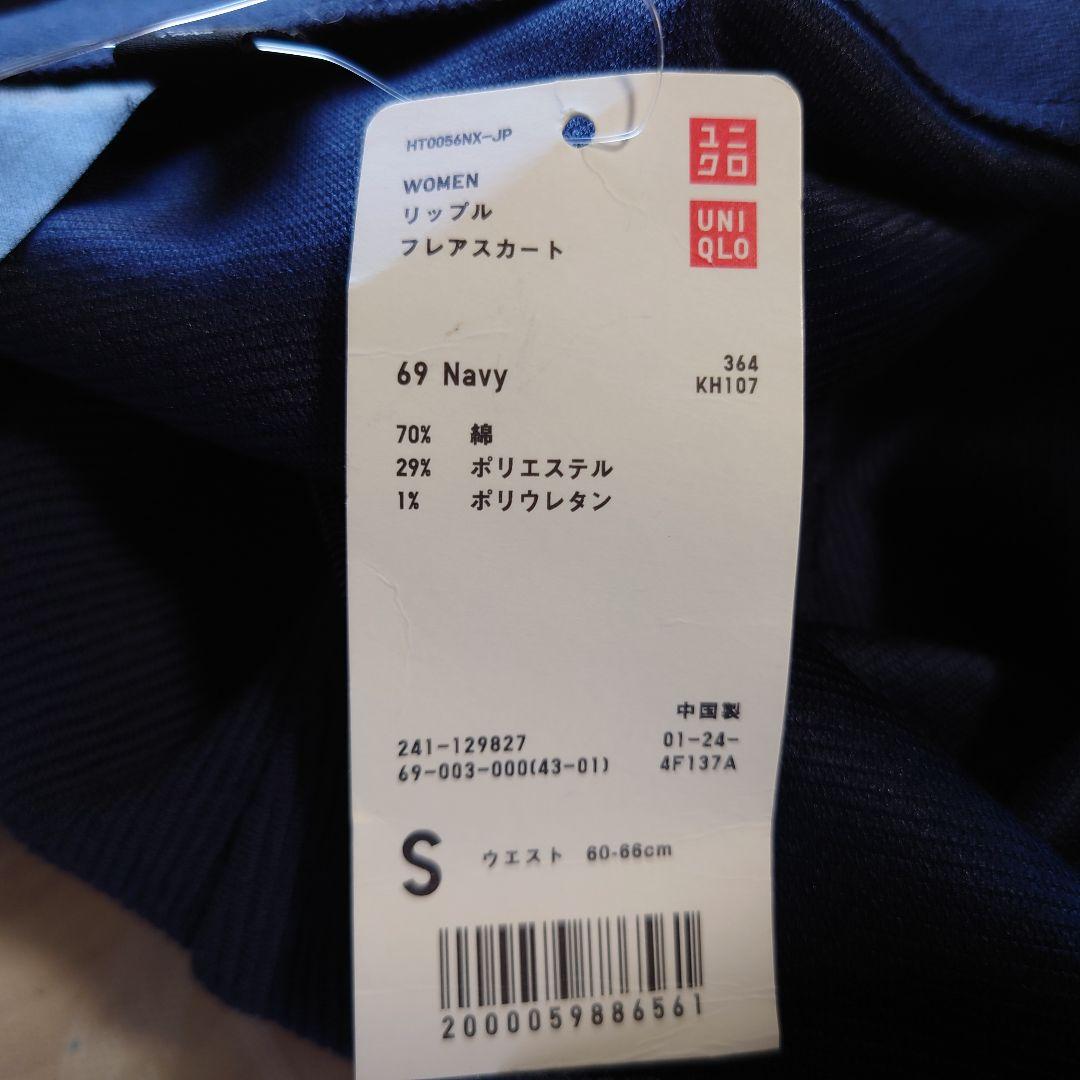 HT0056NX-JP
ユニ
クロ
UNI
QLO
WOMEN
リップル
フレアスカート
69 Navy
364
KH107
70% 綿
29% ポリエステル
1% ポリウレタン
中国製
241-129827
01-24-
69-003-000(43-01)
4F137A
S ウエスト 60-66cm
2000059886561